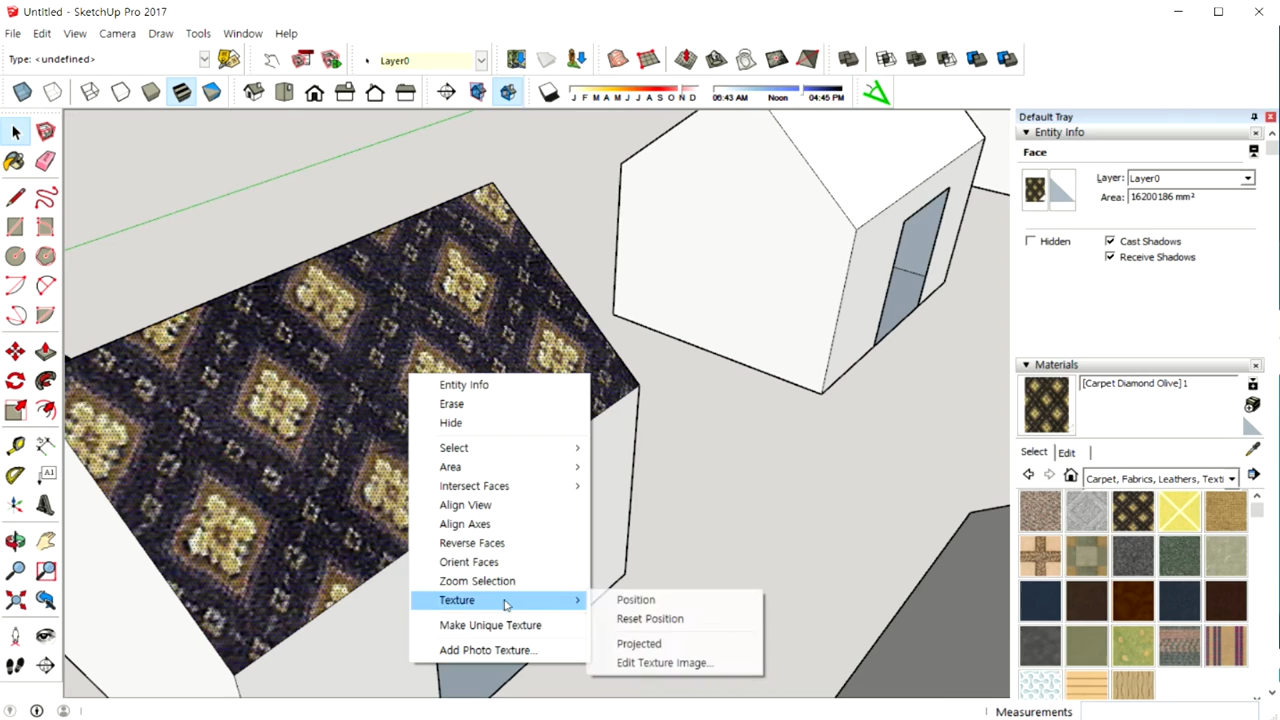 Untitled - SketchUp Pro 2017
File Edit View Camera Draw Tools Window Help
Type: <undefined>
Layer0
J F M A M J J A S O N D
06:43 AM Noon 04:45 PM
Default Tray
Entity Info
Face
Layer: Layer0
Area: 16200186 mm²
Hidden
Cast Shadows
Receive Shadows
Materials
[Carpet Diamond Olive]1
Select Edit
Carpet, Fabrics, Leathers, Texti
Entity Info
Erase
Hide
Select
Area
Intersect Faces
Align View
Align Axes
Reverse Faces
Orient Faces
Zoom Selection
Texture
Make Unique Texture
Add Photo Texture...
Position
Reset Position
Projected
Edit Texture Image...
A1
Measurements